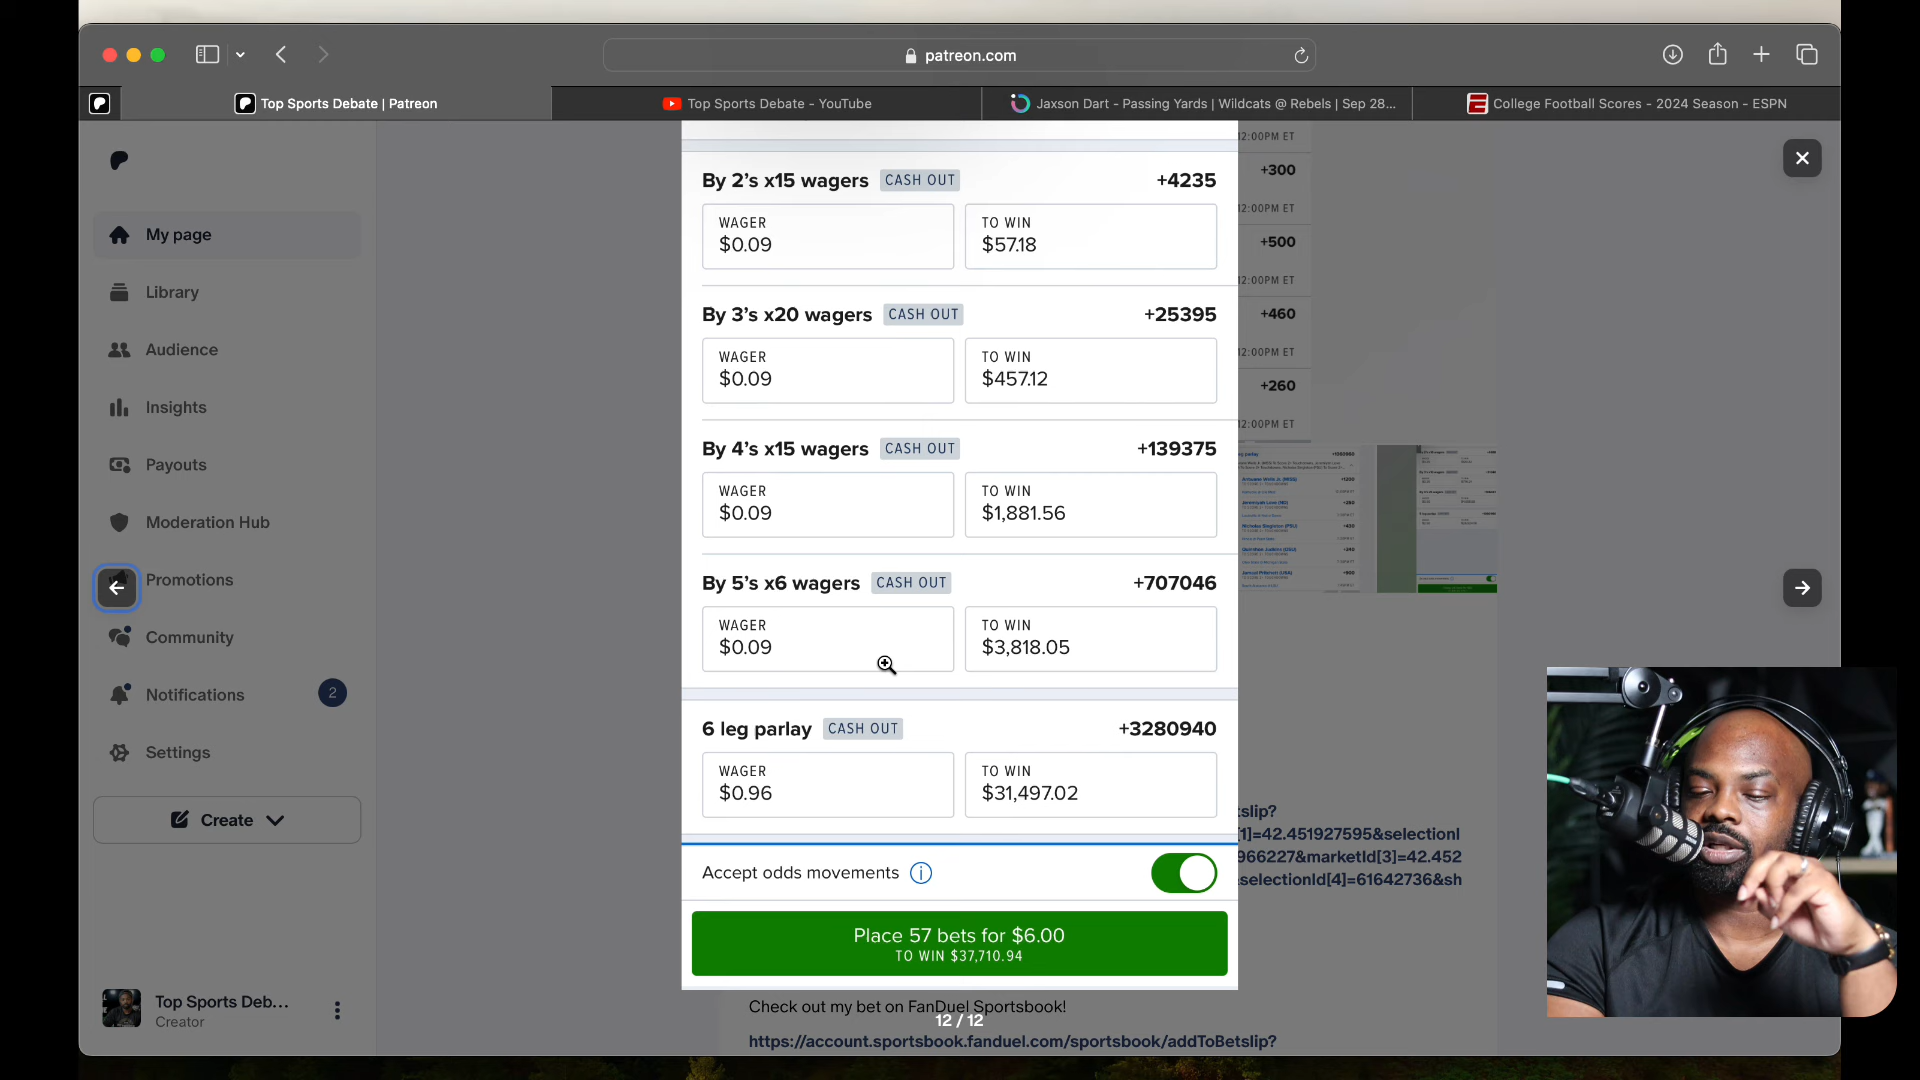 patreon.com
Top Sports Debate | Patreon
Top Sports Debate - YouTube
Jaxson Dart - Passing Yards | Wildcats @ Rebels | Sep 28...
College Football Scores - 2024 Season - ESPN
My page
Library
Audience
Insights
Payouts
Moderation Hub
Promotions
Community
Notifications
2
Settings
Create
Top Sports Deb...
Creator
By 2's x15 wagers CASH OUT +4235
WAGER
$0.09
TO WIN
$57.18
By 3's x20 wagers CASH OUT +25395
WAGER
$0.09
TO WIN
$457.12
By 4's x15 wagers CASH OUT +139375
WAGER
$0.09
TO WIN
$1,881.56
By 5's x6 wagers CASH OUT +707046
WAGER
$0.09
TO WIN
$3,818.05
6 leg parlay CASH OUT +3280940
WAGER
$0.96
TO WIN
$31,497.02
Accept odds movements
Place 57 bets for $6.00
TO WIN $37,710.94
12:00PM ET
+300
12:00PM ET
+500
12:00PM ET
+460
12:00PM ET
+260
12:00PM ET
etslip?
[1]=42.451927595&selectionI
966227&marketId[3]=42.452
selectionId[4]=61642736&sh
Check out my bet on FanDuel Sportsbook!
12 / 12
https://account.sportsbook.fanduel.com/sportsbook/addToBetslip?